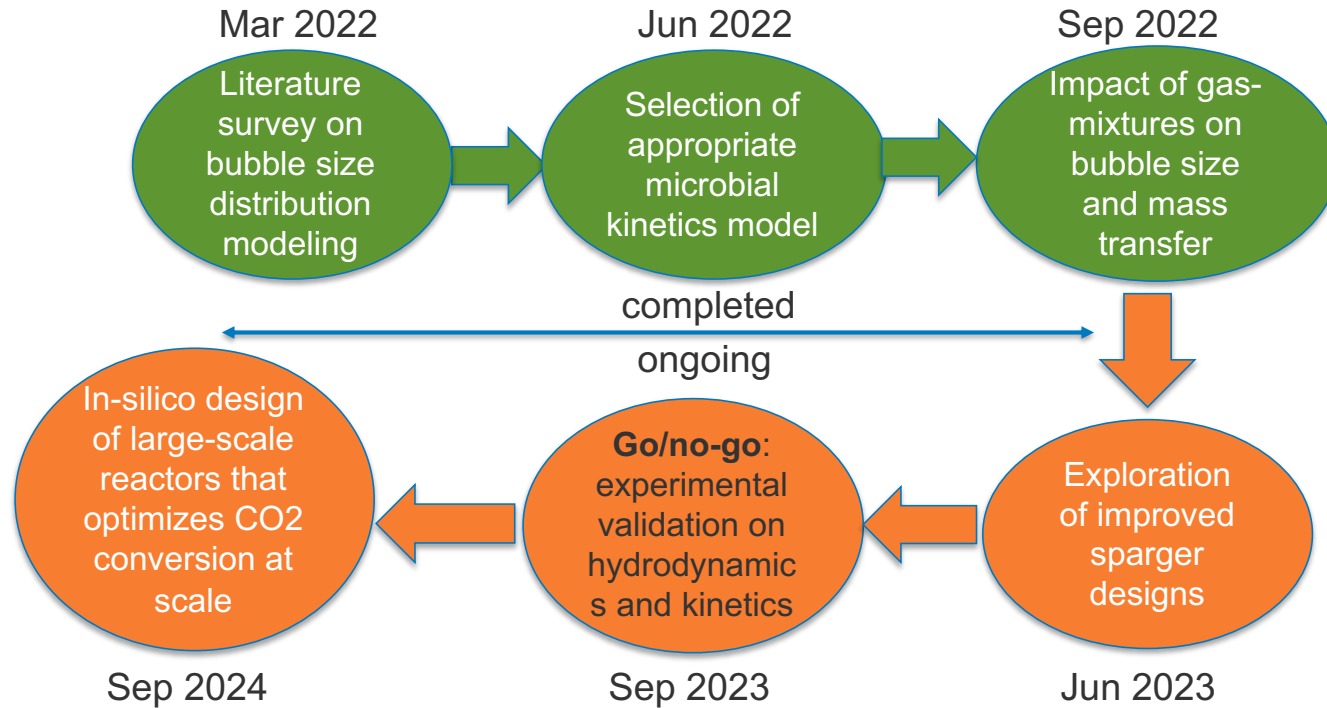 Mar 2022
Literature
survey on
bubble size
distribution
modeling
Jun 2022
Selection of
appropriate
microbial
kinetics model
Sep 2022
Impact of gas-
mixtures on
bubble size
and mass
transfer
completed
ongoing
In-silico design
of large-scale
reactors that
optimizes CO2
conversion at
scale
Sep 2024
Go/no-go:
experimental
validation on
hydrodynamic
s and kinetics
Sep 2023
Exploration
of improved
sparger
designs
Jun 2023